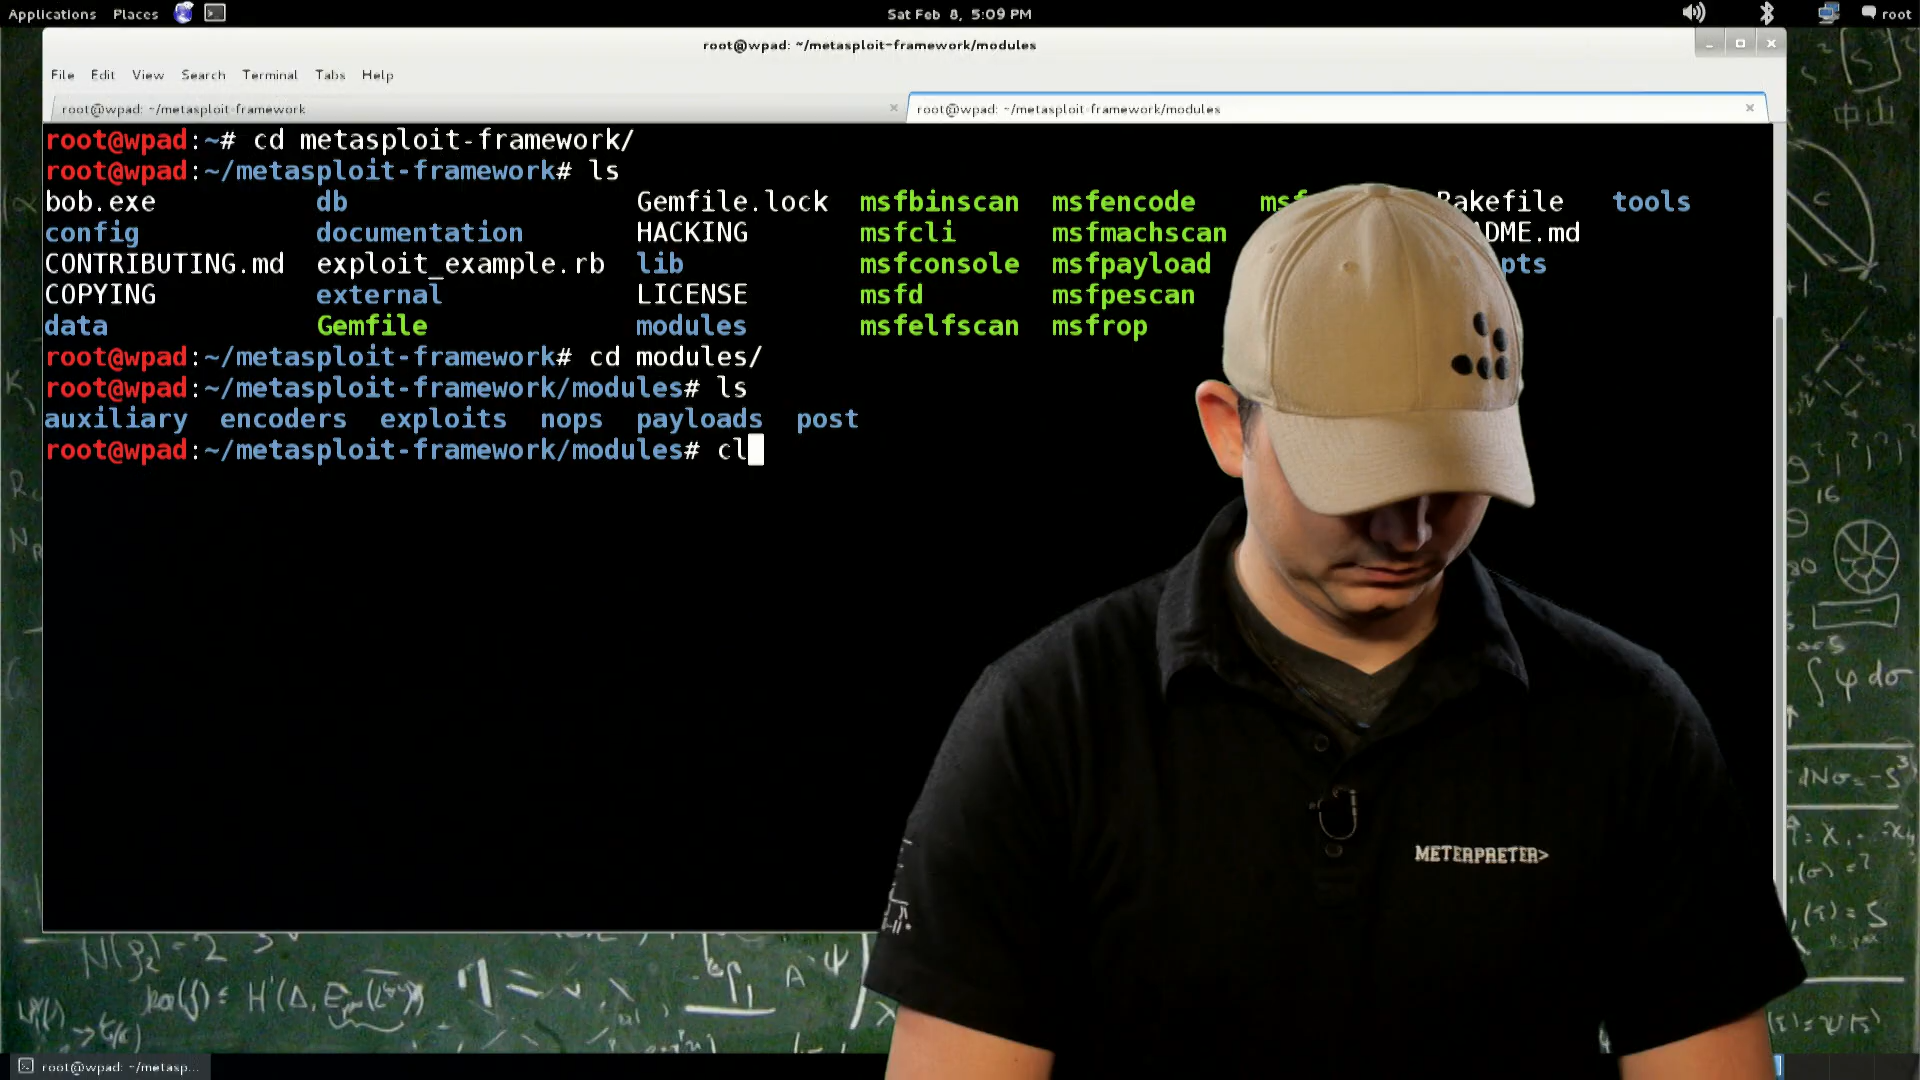 Applications Places Sat Feb 8, 5:09 PM root
root@wpad: ~/metasploit-framework/modules
File Edit View Search Terminal Tabs Help
root@wpad: ~/metasploit-framework root@wpad: ~/metasploit-framework/modules
root@wpad:~# cd metasploit-framework/
root@wpad:~/metasploit-framework# ls
bob.exe db Gemfile.lock msfbinscan msfencode Rakefile tools
config documentation HACKING msfcli msfmachscan
CONTRIBUTING.md exploit_example.rb lib msfconsole msfpayload
COPYING external LICENSE msfd msfpescan
data Gemfile modules msfelfscan msfrop
root@wpad:~/metasploit-framework# cd modules/
root@wpad:~/metasploit-framework/modules# ls
auxiliary encoders exploits nops payloads post
root@wpad:~/metasploit-framework/modules# cl
METERPRETER>
root@wpad: ~/metasp...